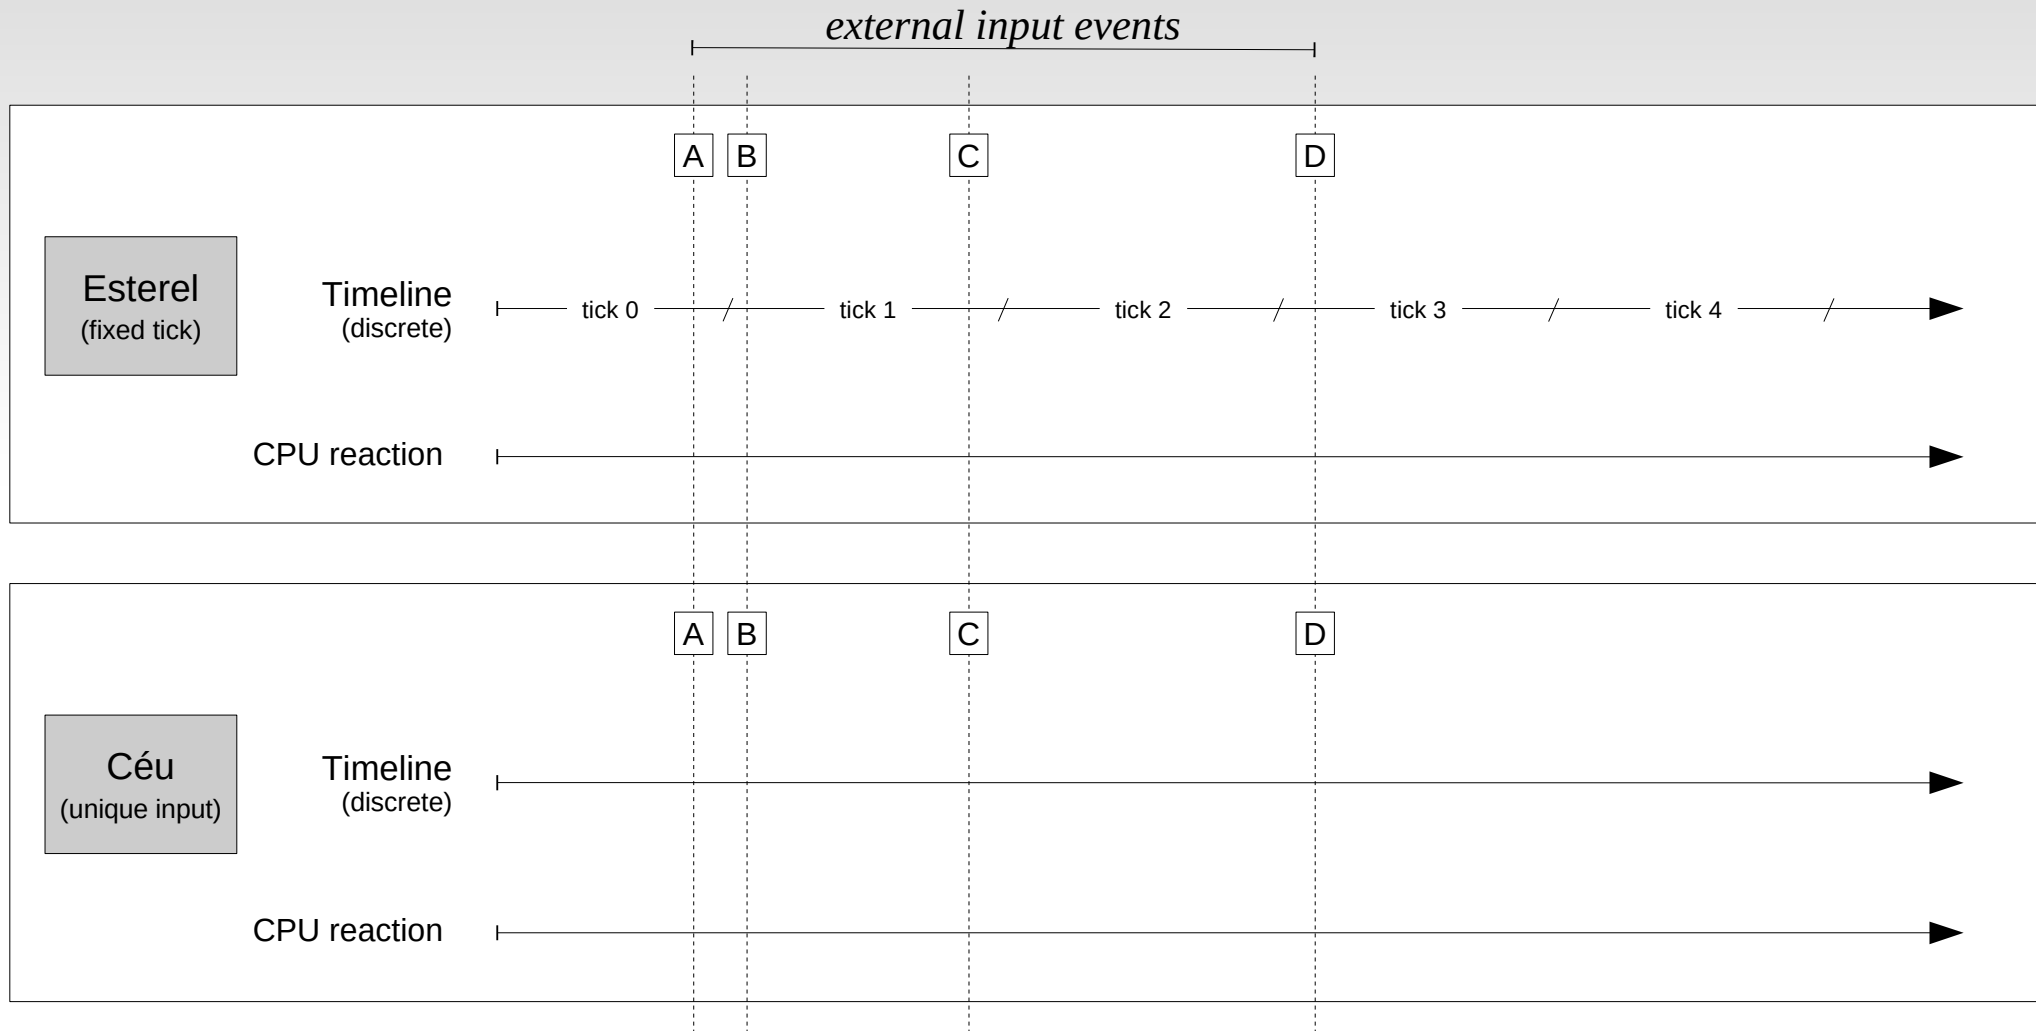 external input events
A B C D
Esterel
(fixed tick)
Timeline
(discrete)
tick 0 tick 1 tick 2 tick 3 tick 4
CPU reaction
A B C D
Céu
(unique input)
Timeline
(discrete)
CPU reaction